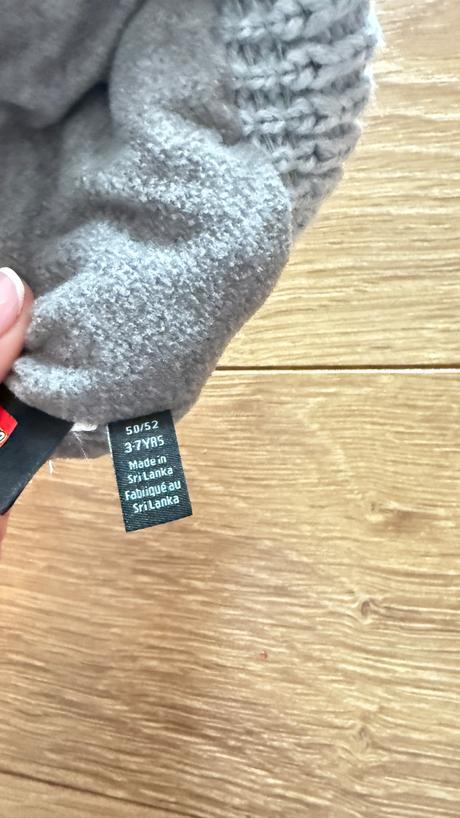 50/52
3-7YRS
Made in
Sri Lanka
Fabriqué au
Sri Lanka